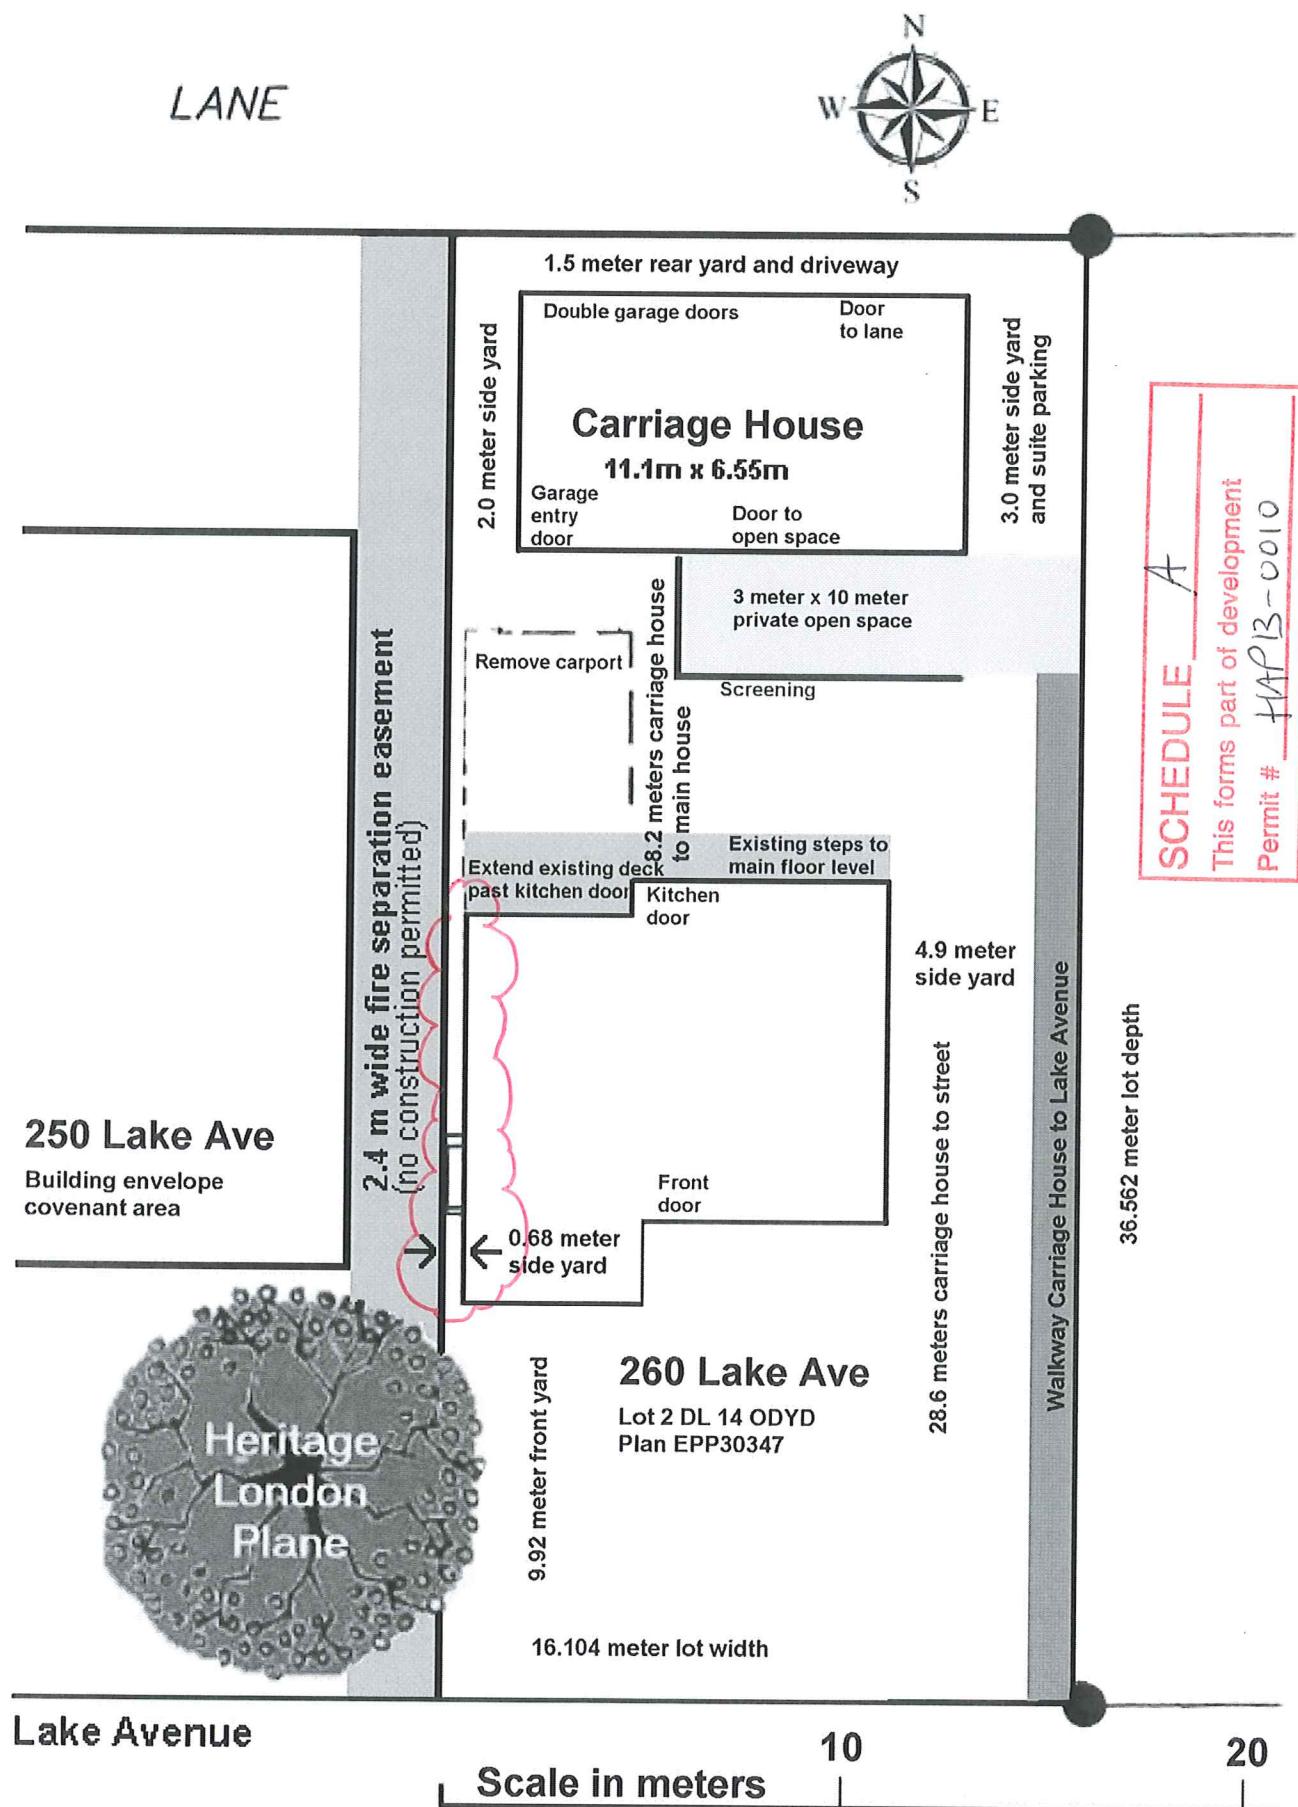 N
W
E
S
LANE
1.5 meter rear yard and driveway
Double garage doors
Door
to lane
2.0 meter side yard
Carriage House
11.1m x 6.55m
3.0 meter side yard
and suite parking
Garage
entry
door
Door to
open space
SCHEDULE A
This forms part of development
Permit # HAP13-0010
3 meter x 10 meter
private open space
Remove carport
Screening
8.2 meters carriage house
to main house
2.4 m wide fire separation easement
(no construction permitted)
Extend existing deck
past kitchen door
Existing steps to
main floor level
Kitchen
door
4.9 meter
side yard
Walkway Carriage House to Lake Avenue
36.562 meter lot depth
28.6 meters carriage house to street
250 Lake Ave
Building envelope
covenant area
Front
door
0.68 meter
side yard
Heritage
London
Plane
9.92 meter front yard
260 Lake Ave
Lot 2 DL 14 ODYD
Plan EPP30347
16.104 meter lot width
Lake Avenue
10
20
Scale in meters